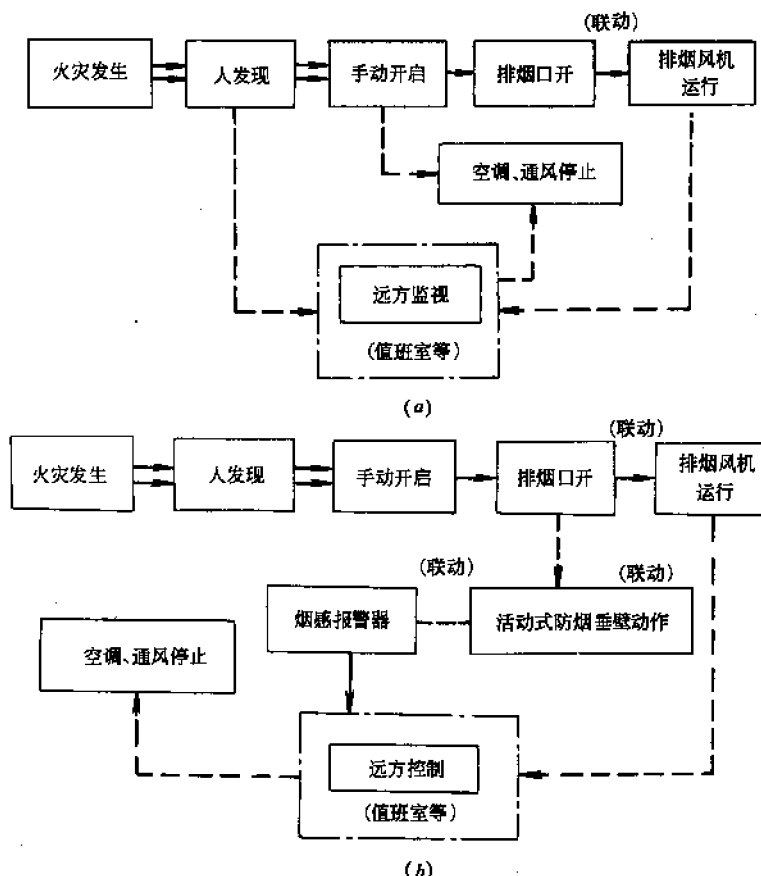 (联动)
火灾发生
人发现
手动开启
排烟口开
排烟风机
运行
空调、通风停止
远方监视
(值班室等)
(a)
(联动)
火灾发生
人发现
手动开启
排烟口开
排烟风机
运行
(联动)
(联动)
烟感报警器
活动式防烟垂壁动作
空调、通风停止
远方控制
(值班室等)
(b)